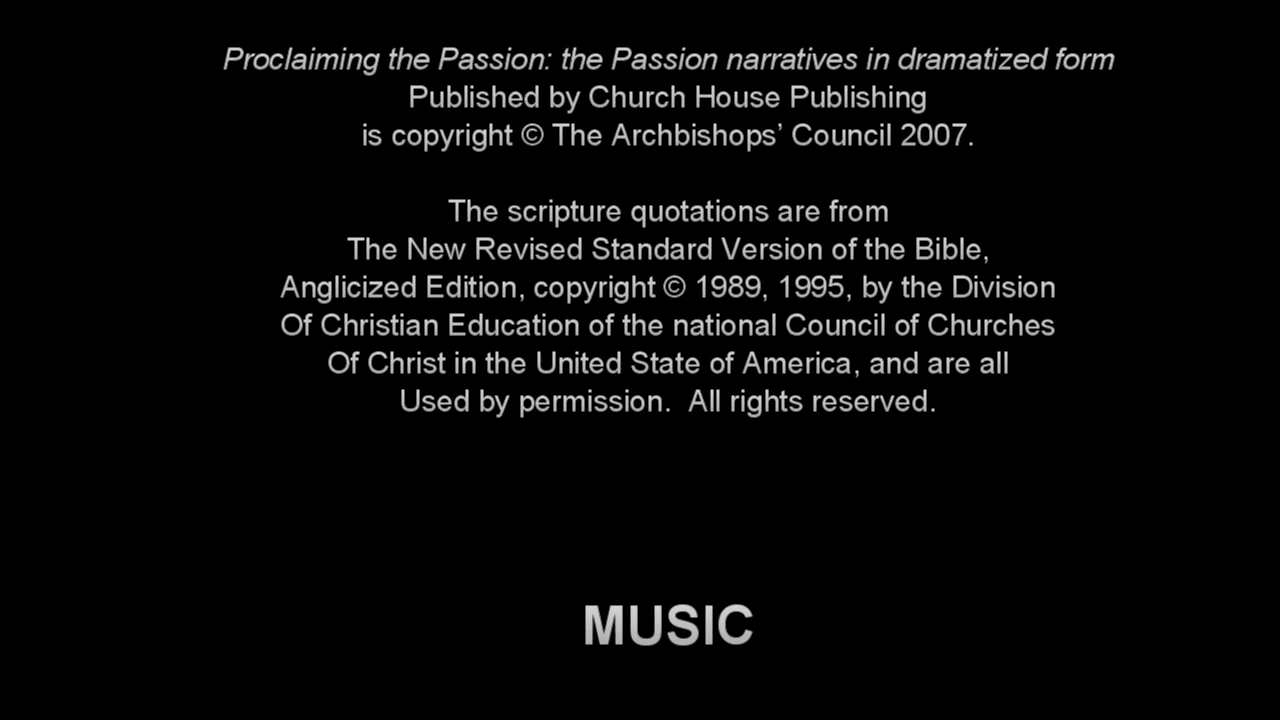 Proclaiming the Passion: the Passion narratives in dramatized form
Published by Church House Publishing
is copyright © The Archbishops’ Council 2007.
The scripture quotations are from
The New Revised Standard Version of the Bible,
Anglicized Edition, copyright © 1989, 1995, by the Division
Of Christian Education of the national Council of Churches
Of Christ in the United State of America, and are all
Used by permission.  All rights reserved.
MUSIC